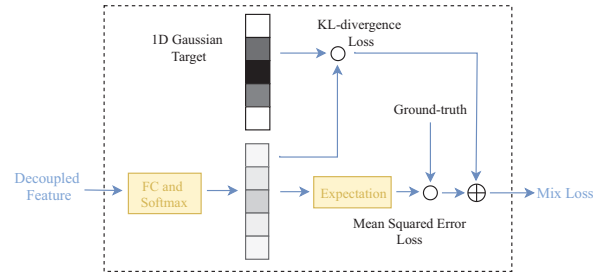 1D Gaussian
Target
KL-divergence
Loss
Ground-truth
Decoupled
Feature
FC and
Softmax
Expectation
Mix Loss
Mean Squared Error
Loss